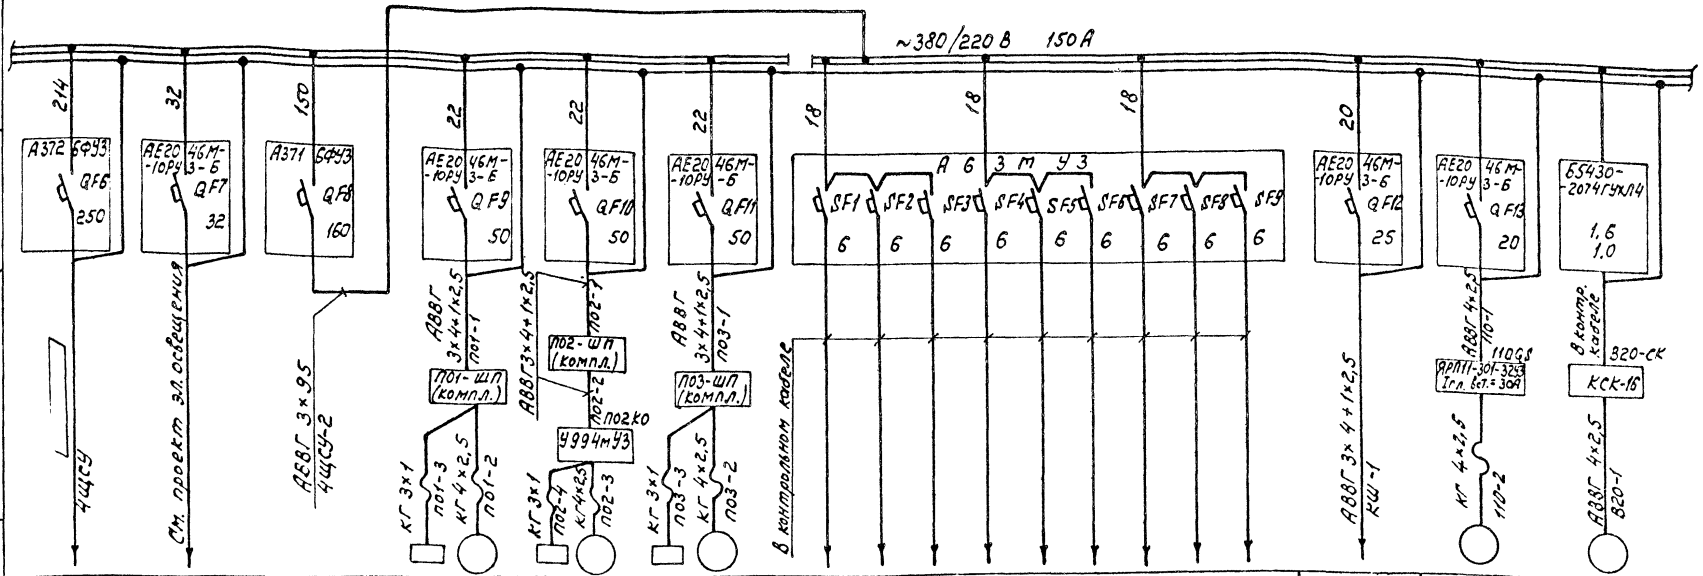 ~380/220 В 150А
214
32
150
22
22
22
18
18
18
20
А372 6ФУ3
QF6
250
АЕ20 46М-
-10РУ 3-Б
QF7
32
А371 6ФУ3
QF8
160
АЕ20 46М-
-10РУ 3-Б
QF9
50
АЕ20 46М-
-10РУ 3-Б
QF10
50
АЕ20 46М-
-10РУ 3-Б
QF11
50
А 6 3 М У 3
SF1 SF2 SF3 SF4 SF5 SF6 SF7 SF8 SF9
6 6 6 6 6 6 6 6 6
АЕ20 46М-
-10РУ 3-Б
QF12
25
АЕ20 46М-
-10РУ 3-Б
QF13
20
Б5430-
-2074ГУХЛ4
1,6
1.0
4ЩСУ
См. проект эл. освещения
АВВГ 3×95
4ЩСУ-2
АВВГ
3×4+1×2,5
П01-1
П01-ШП
(компл.)
КГ 3×1
П01-3
КГ 4×2,5
П01-2
АВВГ 3×4+1×2,5
П02-1
П02-ШП
(компл.)
П02-2
П02КО
У994мУ3
КГ 3×1
П02-4
КГ 4×2,5
П02-3
АВВГ
3×4+1×2,5
П03-1
П03-ШП
(компл.)
КГ 3×1
П03-3
КГ 4×2,5
П03-2
В контрольном кабеле
АВВГ 3×4+1×2,5
КШ-1
АВВГ 4×2,5
110-1
110QS
ЯРП11-301-32У3
Iпл. вст.=30А
КГ 4×2,5
110-2
В контр.
кабеле
В20-СК
КСК-16
АВВГ 4×2,5
В20-1